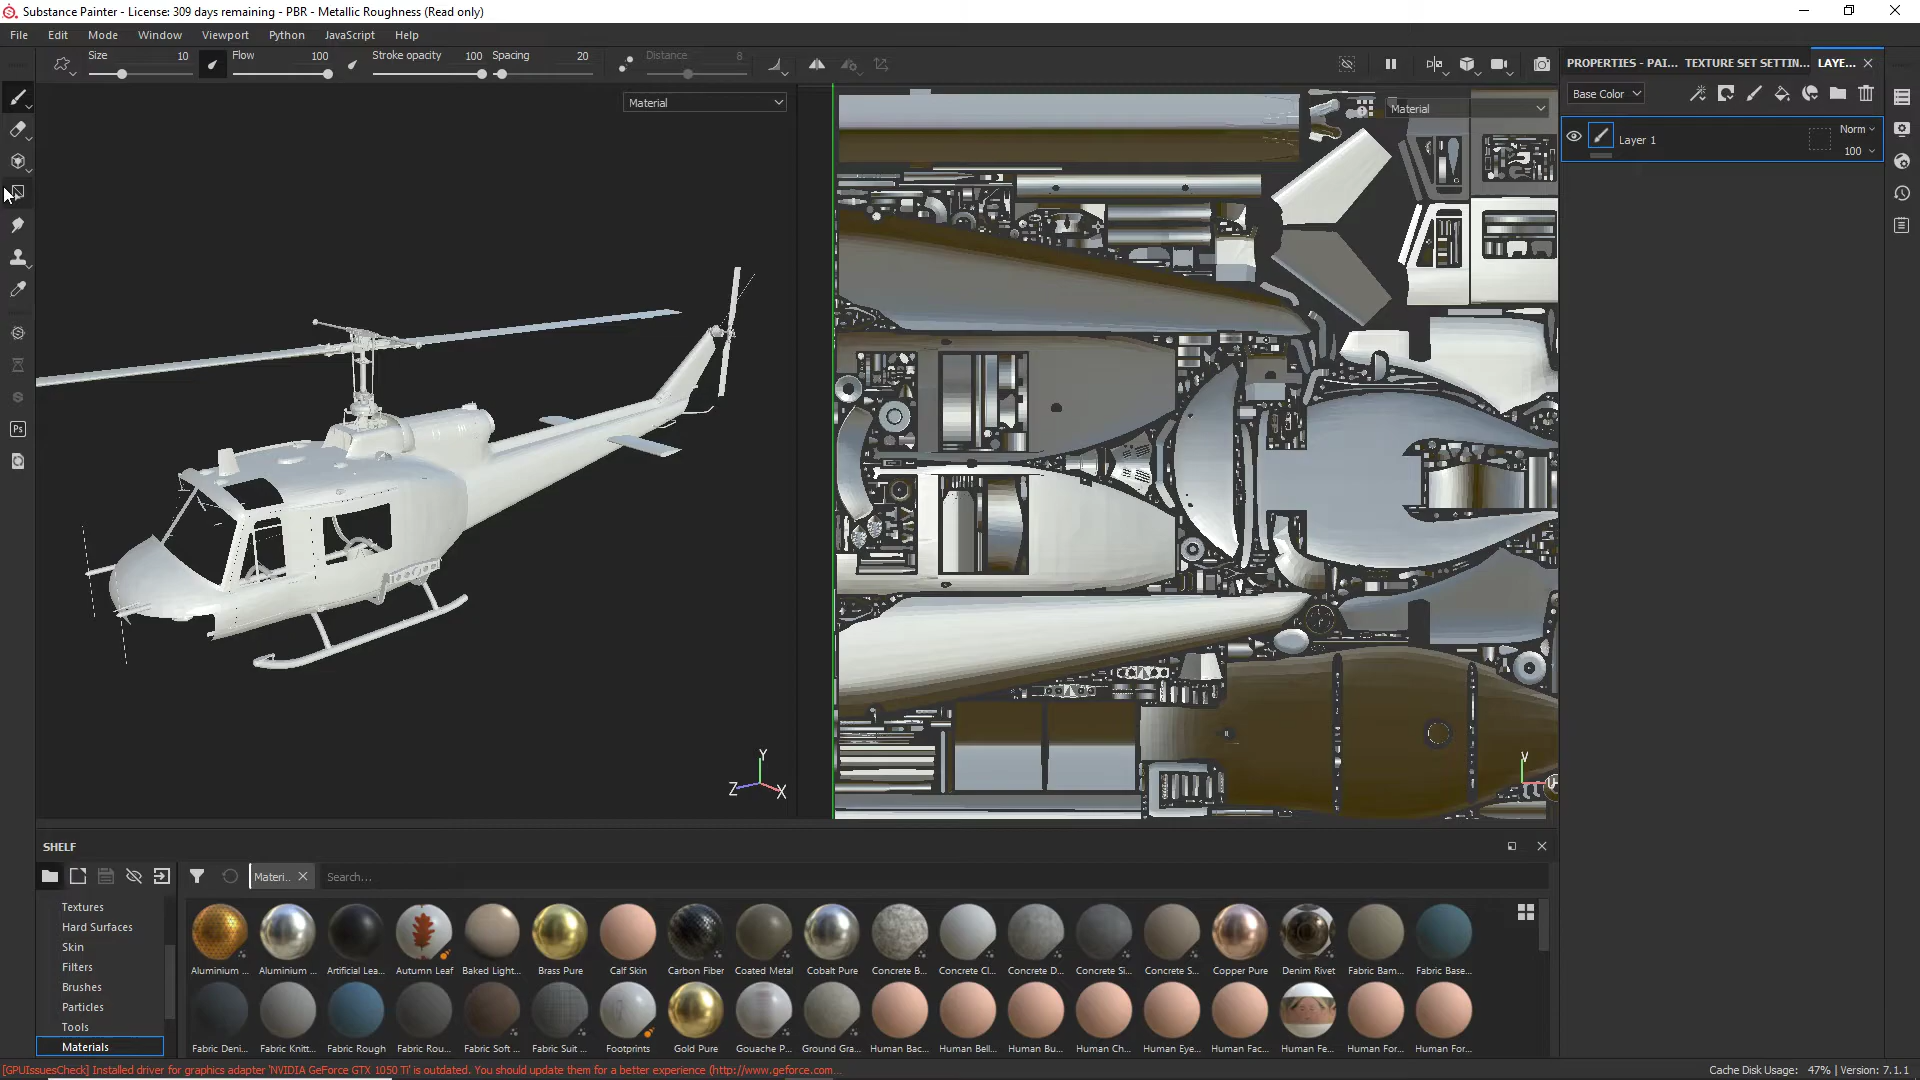 Substance Painter - License: 309 days remaining - PBR - Metallic Roughness (Read only)
File Edit Mode Window Viewport Python JavaScript Help
Size 10 Flow 100 Stroke opacity 100 Spacing 20 Distance 8
PROPERTIES - PAI... TEXTURE SET SETTIN... LAYE...
Material
Material
Base Color
Layer 1
Norm
100
Ps
Y
Z
X
V
U
SHELF
Materi..
Search...
Textures
Hard Surfaces
Skin
Filters
Brushes
Particles
Tools
Materials
Aluminium ... Aluminium ... Artificial Lea... Autumn Leaf Baked Light... Brass Pure Calf Skin Carbon Fiber Coated Metal Cobalt Pure Concrete B... Concrete Cl... Concrete D... Concrete Si... Concrete S... Copper Pure Denim Rivet Fabric Bam... Fabric Base...
Fabric Deni... Fabric Knitt... Fabric Rough Fabric Rou... Fabric Soft ... Fabric Suit ... Footprints Gold Pure Gouache P... Ground Gra... Human Bac... Human Bell... Human Bu... Human Ch... Human Eye... Human Fac... Human Fe... Human For... Human For...
[GPUIssuesCheck] Installed driver for graphics adapter 'NVIDIA GeForce GTX 1050 Ti' is outdated. You should update them for a better experience (http://www.geforce.com...
Cache Disk Usage: 47% | Version: 7.1.1